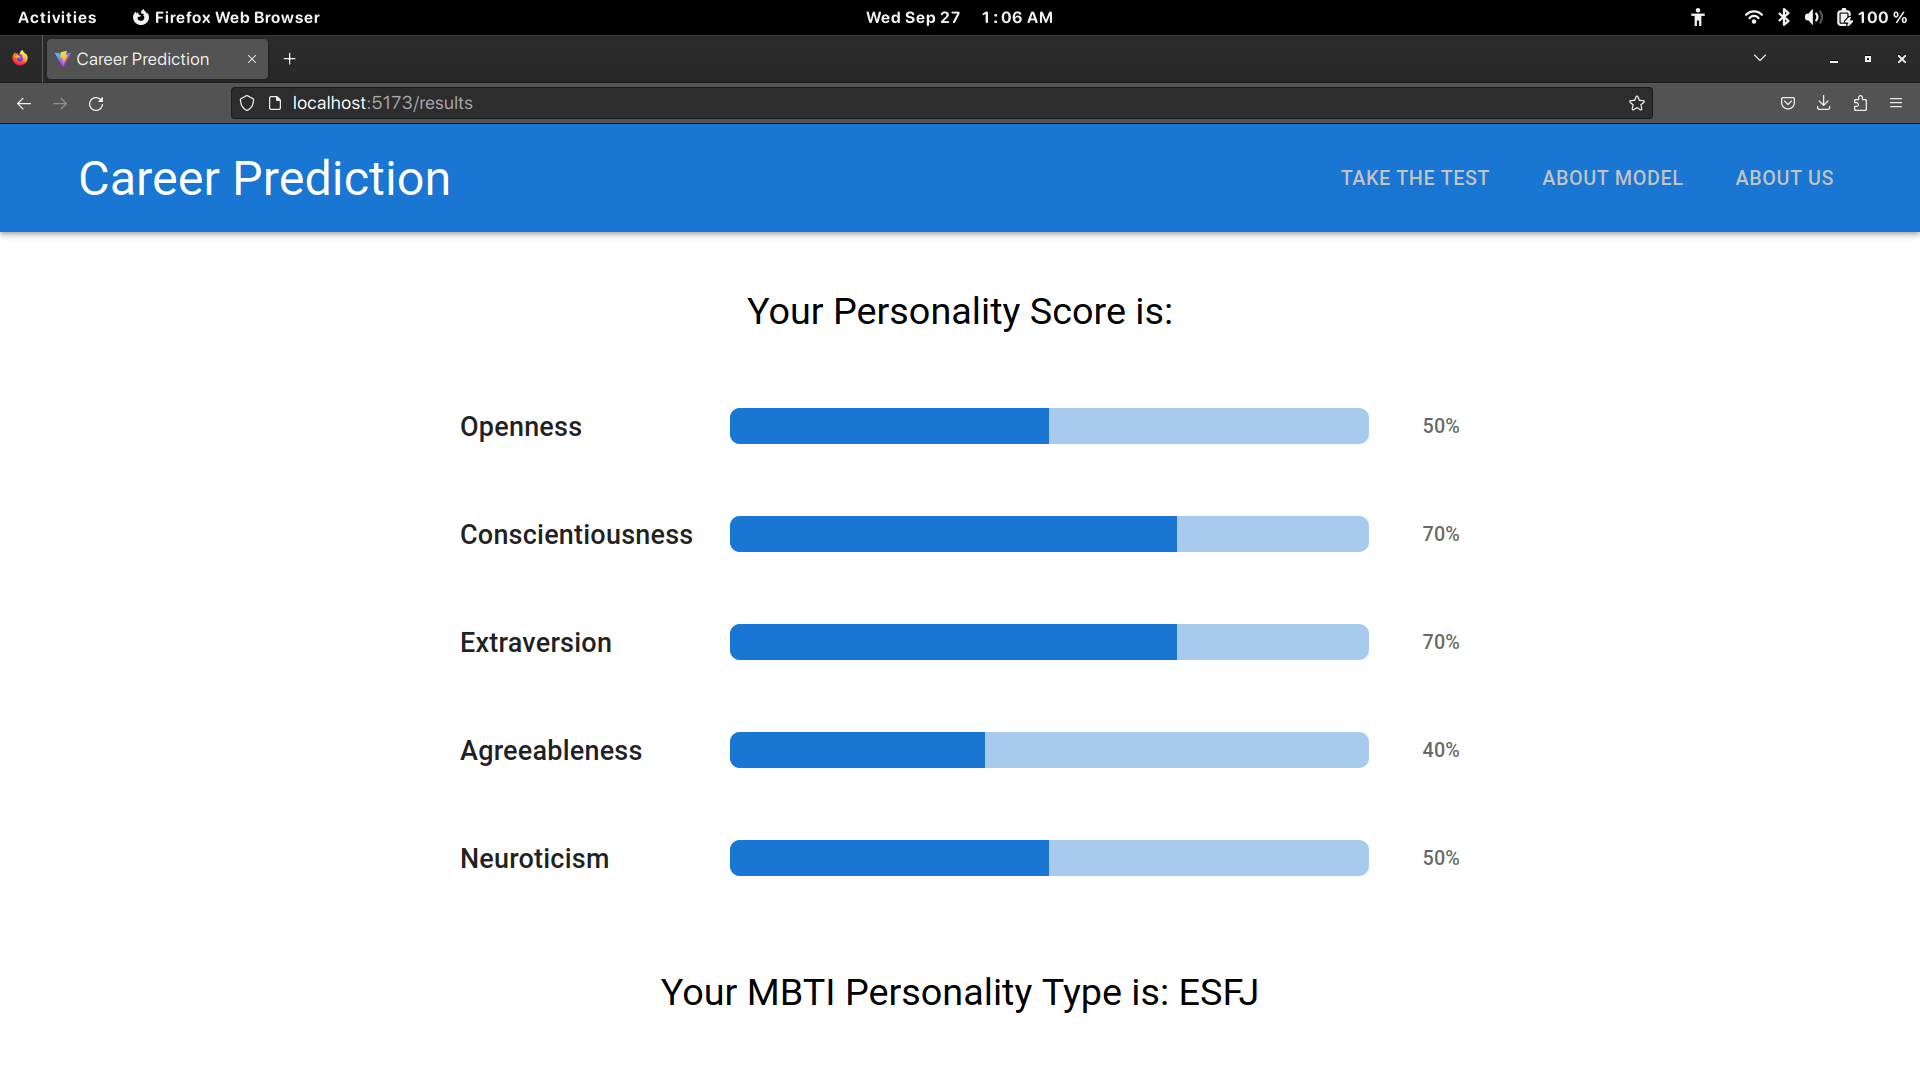 Activities Firefox Web Browser Wed Sep 27 1:06 AM 100 %
Career Prediction
localhost:5173/results
Career Prediction TAKE THE TEST ABOUT MODEL ABOUT US
Your Personality Score is:
Openness 50%
Conscientiousness 70%
Extraversion 70%
Agreeableness 40%
Neuroticism 50%
Your MBTI Personality Type is: ESFJ